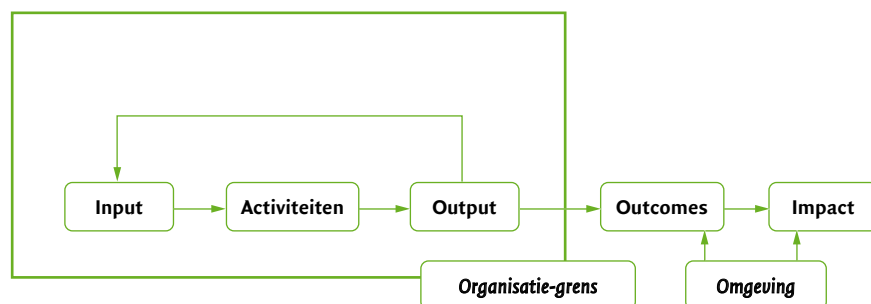 Input
Activiteiten
Output
Outcomes
Impact
Organisatie-grens
Omgeving